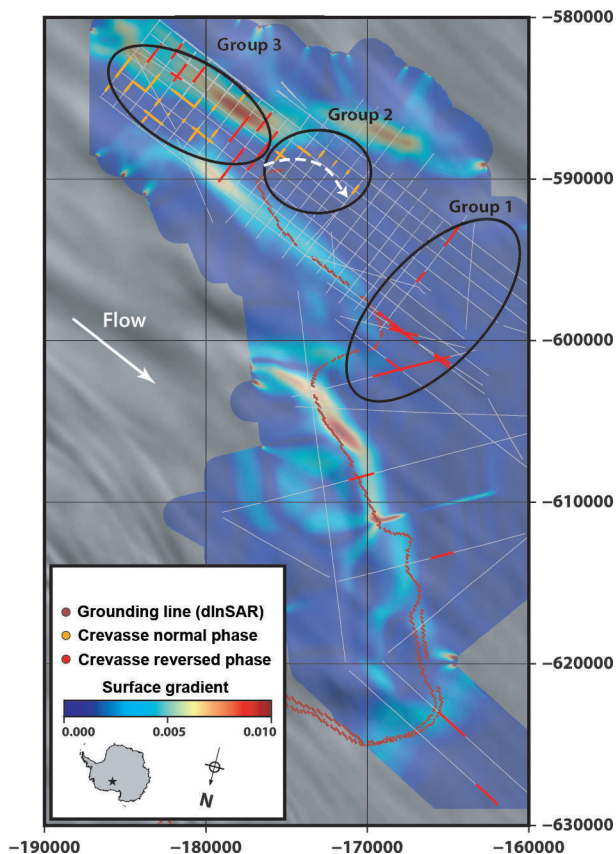 −580000
Group 3
Group 2
−590000
Group 1
Flow
−600000
−610000
Grounding line (dInSAR)
Crevasse normal phase
Crevasse reversed phase
−620000
Surface gradient
0.000
0.005
0.010
N
−630000
−190000
−180000
−170000
−160000